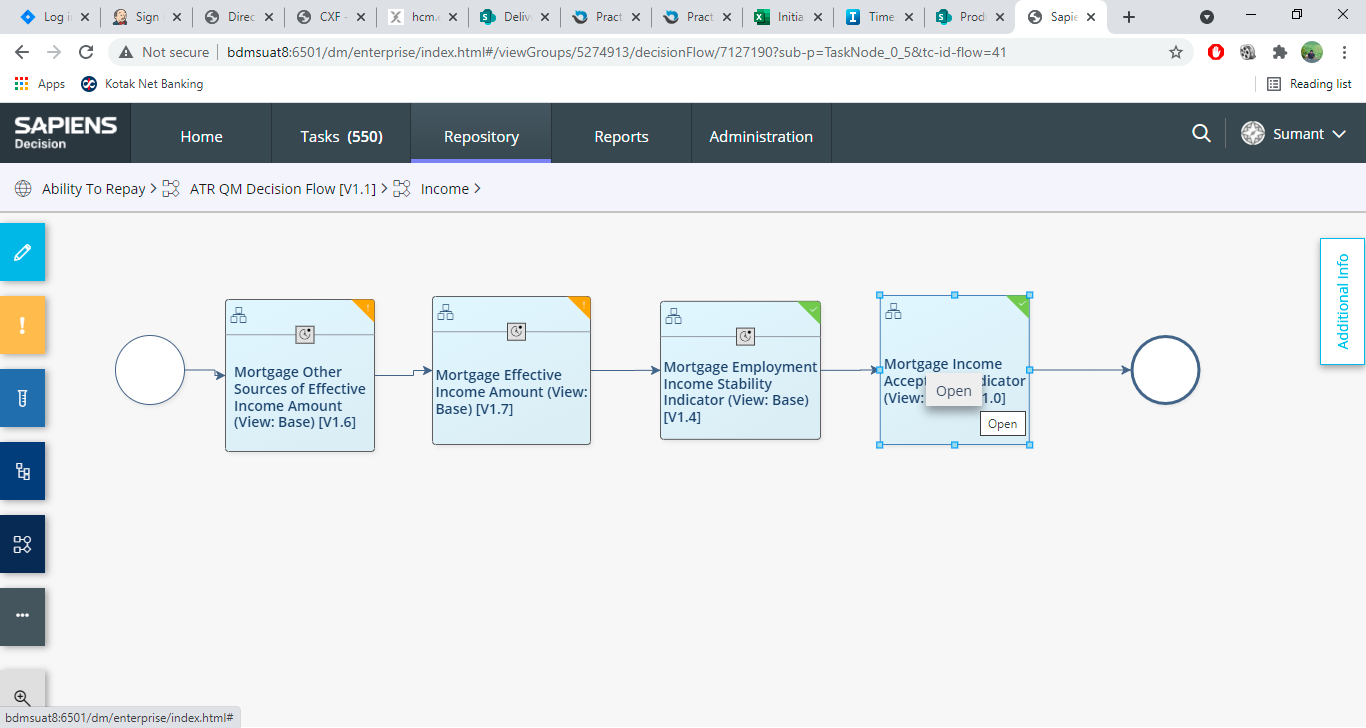 Log i
Sign
Direc
CXF -
hcm.
Deliv
Pract
Pract
Initia
Time
Prod
Sapie
Not secure
bdmsuat8:6501/dm/enterprise/index.html#/viewGroups/5274913/decisionFlow/7127190?sub-p=TaskNode_0_5&tc-id-flow=41
Apps
Kotak Net Banking
Reading list
SAPIENS
Decision
Home
Tasks (550)
Repository
Reports
Administration
Sumant
Ability To Repay > ATR QM Decision Flow [V1.1] > Income >
Additional Info
Mortgage Other
Sources of Effective
Income Amount
(View: Base) [V1.6]
Mortgage Effective
Income Amount (View:
Base) [V1.7]
Mortgage Employment
Income Stability
Indicator (View: Base)
[V1.4]
Mortgage Income
(View:
1.0]
Open
Open
bdmsuat8:6501/dm/enterprise/index.html#